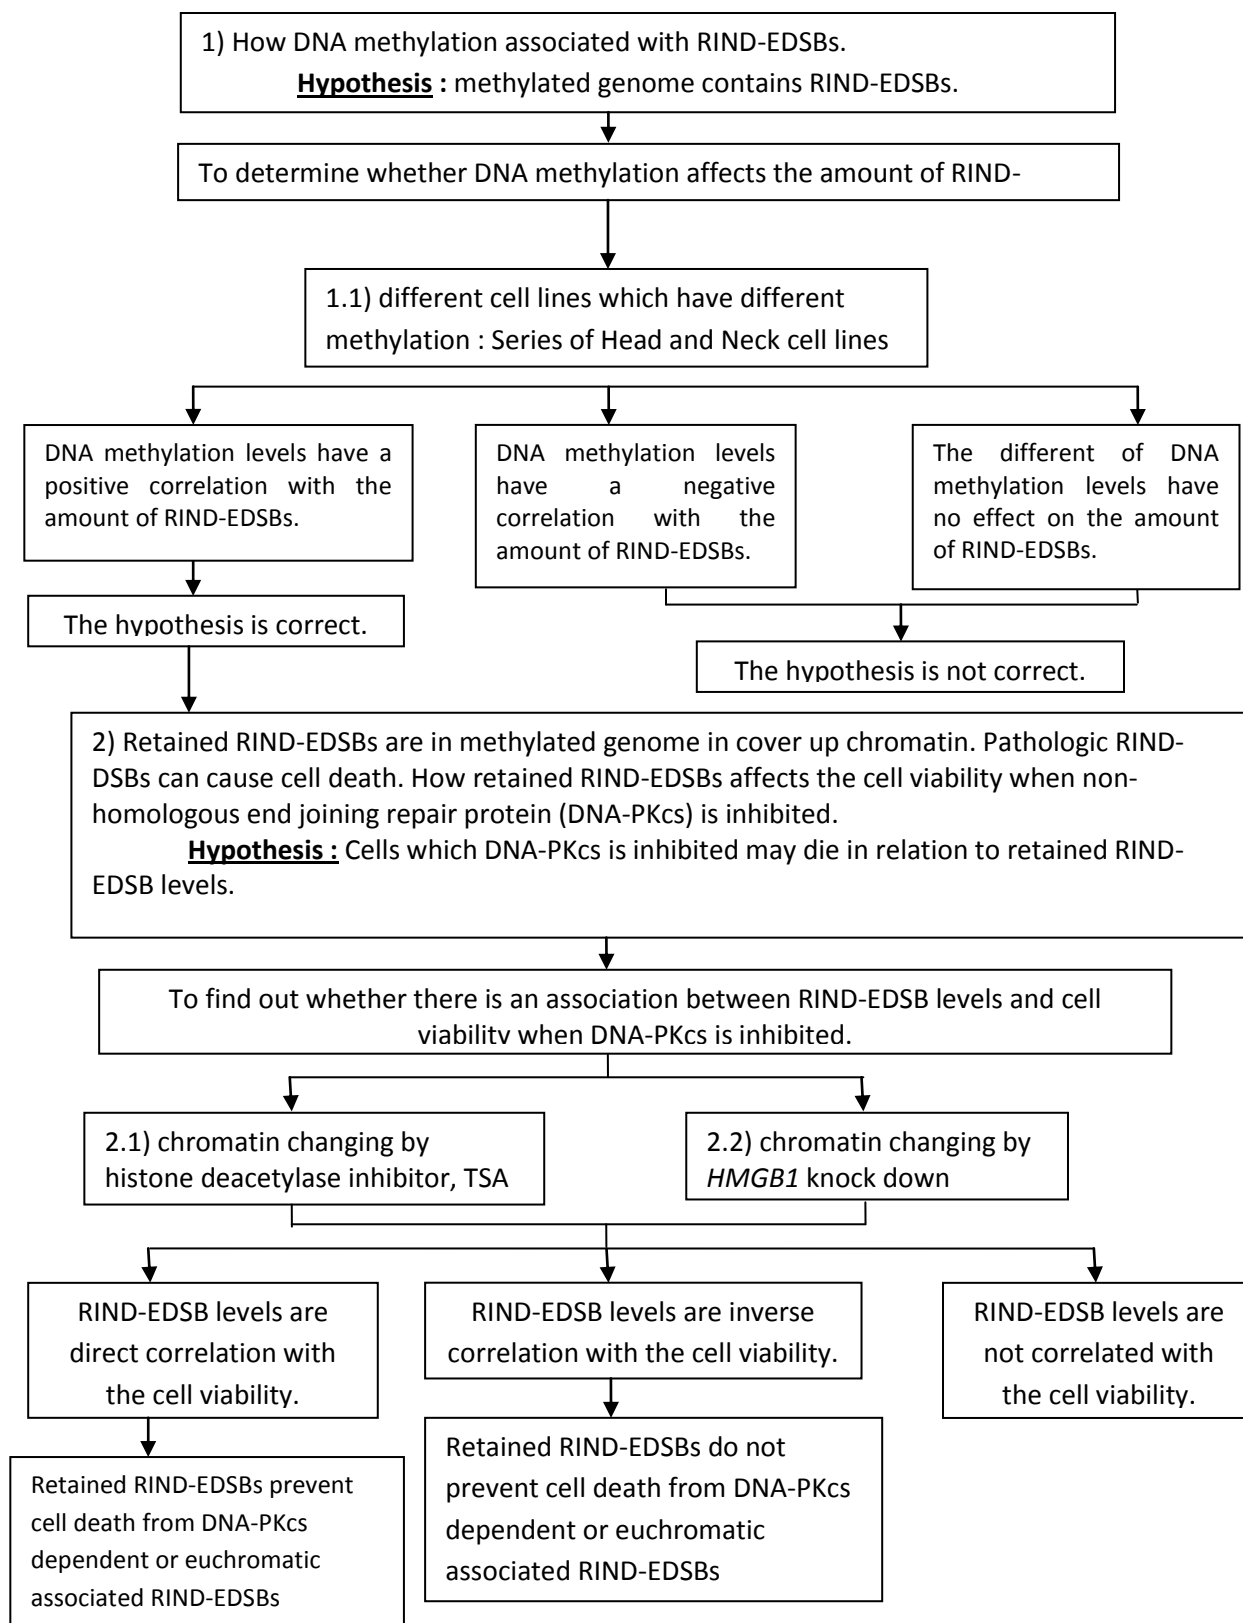 1) How DNA methylation associated with RIND-EDSBs.
Hypothesis : methylated genome contains RIND-EDSBs.
To determine whether DNA methylation affects the amount of RIND-
1.1) different cell lines which have different
methylation : Series of Head and Neck cell lines
DNA methylation levels have a
positive correlation with the
amount of RIND-EDSBs.
DNA methylation levels
have a negative
correlation with the
amount of RIND-EDSBs.
The different of DNA
methylation levels have
no effect on the amount
of RIND-EDSBs.
The hypothesis is correct.
The hypothesis is not correct.
2) Retained RIND-EDSBs are in methylated genome in cover up chromatin. Pathologic RIND-
DSBs can cause cell death. How retained RIND-EDSBs affects the cell viability when non-
homologous end joining repair protein (DNA-PKcs) is inhibited.
Hypothesis : Cells which DNA-PKcs is inhibited may die in relation to retained RIND-
EDSB levels.
To find out whether there is an association between RIND-EDSB levels and cell
viability when DNA-PKcs is inhibited.
2.1) chromatin changing by
histone deacetylase inhibitor, TSA
2.2) chromatin changing by
HMGB1 knock down
RIND-EDSB levels are
direct correlation with
the cell viability.
RIND-EDSB levels are inverse
correlation with the cell viability.
RIND-EDSB levels are
not correlated with
the cell viability.
Retained RIND-EDSBs prevent
cell death from DNA-PKcs
dependent or euchromatic
associated RIND-EDSBs
Retained RIND-EDSBs do not
prevent cell death from DNA-PKcs
dependent or euchromatic
associated RIND-EDSBs